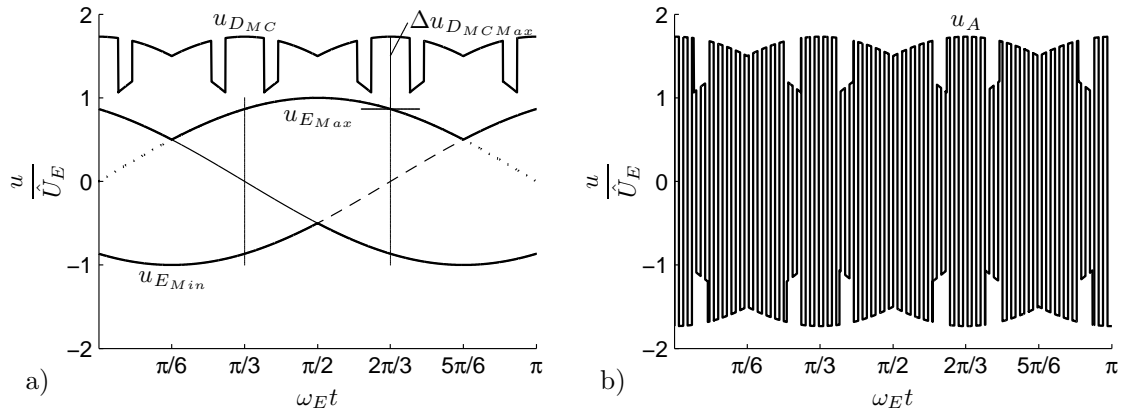 2
u_{D_{MC}}
Δu_{D_{MCMax}}
1
u_{E_{Max}}
u/Û_E
0
−1
u_{E_{Min}}
−2
π/6 π/3 π/2 2π/3 5π/6 π
a)
ω_E t
2
u_A
1
u/Û_E
0
−1
−2
π/6 π/3 π/2 2π/3 5π/6 π
b)
ω_E t